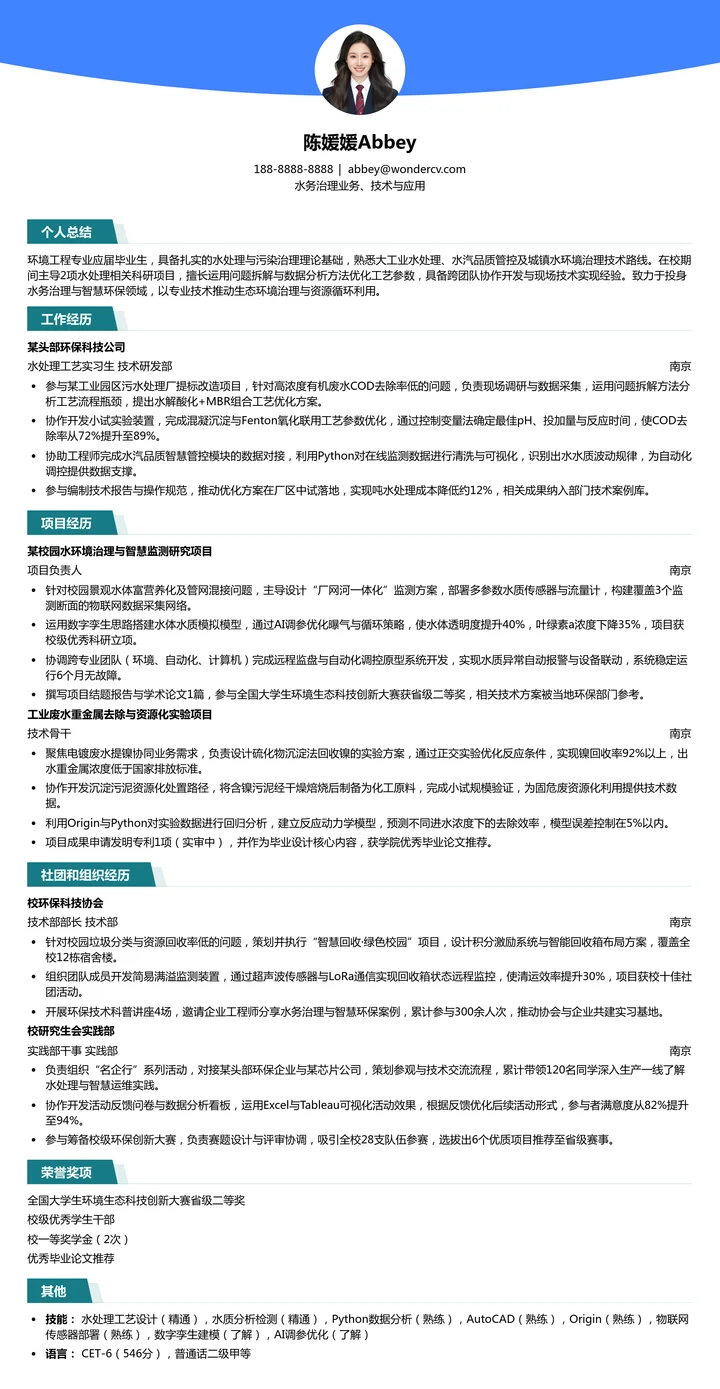 陈媛媛Abbey
188-8888-8888 | abbey@wondercv.com
水务治理业务、技术与应用
个人总结
环境工程专业应届毕业生，具备扎实的水处理与污染治理理论基础，熟悉大工业水处理、水汽品质管控及城镇水环境治理技术路线。在校期
间主导2项水处理相关科研项目，擅长运用问题拆解与数据分析方法优化工艺参数，具备跨团队协作开发与现场技术实现经验。致力于投身
水务治理与智慧环保领域，以专业技术推动生态环境治理与资源循环利用。
工作经历
某头部环保科技公司
水处理工艺实习生 技术研发部 南京
• 参与某工业园区污水处理厂提标改造项目，针对高浓度有机废水COD去除率低的问题，负责现场调研与数据采集，运用问题拆解方法分
析工艺流程瓶颈，提出水解酸化+MBR组合工艺优化方案。
• 协作开发小试实验装置，完成混凝沉淀与Fenton氧化联用工艺参数优化，通过控制变量法确定最佳pH、投加量与反应时间，使COD去
除率从72%提升至89%。
• 协助工程师完成水汽品质智慧管控模块的数据对接，利用Python对在线监测数据进行清洗与可视化，识别出水水质波动规律，为自动化
调控提供数据支撑。
• 参与编制技术报告与操作规范，推动优化方案在厂区中试落地，实现吨水处理成本降低约12%，相关成果纳入部门技术案例库。
项目经历
某校园水环境治理与智慧监测研究项目
项目负责人 南京
• 针对校园景观水体富营养化及管网混接问题，主导设计“厂网河一体化”监测方案，部署多参数水质传感器与流量计，构建覆盖3个监
测断面的物联网数据采集网络。
• 运用数字孪生思路搭建水体水质模拟模型，通过AI调参优化曝气与循环策略，使水体透明度提升40%，叶绿素a浓度下降35%，项目获
校级优秀科研立项。
• 协调跨专业团队（环境、自动化、计算机）完成远程监盘与自动化调控原型系统开发，实现水质异常自动报警与设备联动，系统稳定运
行6个月无故障。
• 撰写项目结题报告与学术论文1篇，参与全国大学生环境生态科技创新大赛获省级二等奖，相关技术方案被当地环保部门参考。
工业废水重金属去除与资源化实验项目
技术骨干 南京
• 聚焦电镀废水提镍协同业务需求，负责设计硫化物沉淀法回收镍的实验方案，通过正交实验优化反应条件，实现镍回收率92%以上，出
水重金属浓度低于国家排放标准。
• 协作开发沉淀污泥资源化处置路径，将含镍污泥经干燥焙烧后制备为化工原料，完成小试规模验证，为固危废资源化利用提供技术数
据。
• 利用Origin与Python对实验数据进行回归分析，建立反应动力学模型，预测不同进水浓度下的去除效率，模型误差控制在5%以内。
• 项目成果申请发明专利1项（实审中），并作为毕业设计核心内容，获学院优秀毕业论文推荐。
社团和组织经历
校环保科技协会
技术部部长 技术部 南京
• 针对校园垃圾分类与资源回收率低的问题，策划并执行“智慧回收·绿色校园”项目，设计积分激励系统与智能回收箱布局方案，覆盖全
校12栋宿舍楼。
• 组织团队成员开发简易满溢监测装置，通过超声波传感器与LoRa通信实现回收箱状态远程监控，使清运效率提升30%，项目获校十佳社
团活动。
• 开展环保技术科普讲座4场，邀请企业工程师分享水务治理与智慧环保案例，累计参与300余人次，推动协会与企业共建实习基地。
校研究生会实践部
实践部干事 实践部 南京
• 负责组织“名企行”系列活动，对接某头部环保企业与某芯片公司，策划参观与技术交流流程，累计带领120名同学深入生产一线了解
水处理与智慧运维实践。
• 协作开发活动反馈问卷与数据分析看板，运用Excel与Tableau可视化活动效果，根据反馈优化后续活动形式，参与者满意度从82%提升
至94%。
• 参与筹备校级环保创新大赛，负责赛题设计与评审协调，吸引全校28支队伍参赛，选拔出6个优质项目推荐至省级赛事。
荣誉奖项
全国大学生环境生态科技创新大赛省级二等奖
校级优秀学生干部
校一等奖学金（2次）
优秀毕业论文推荐
其他
• 技能： 水处理工艺设计（精通），水质分析检测（精通），Python数据分析（熟练），AutoCAD（熟练），Origin（熟练），物联网
传感器部署（熟练），数字孪生建模（了解），AI调参优化（了解）
• 语言： CET-6（546分），普通话二级甲等